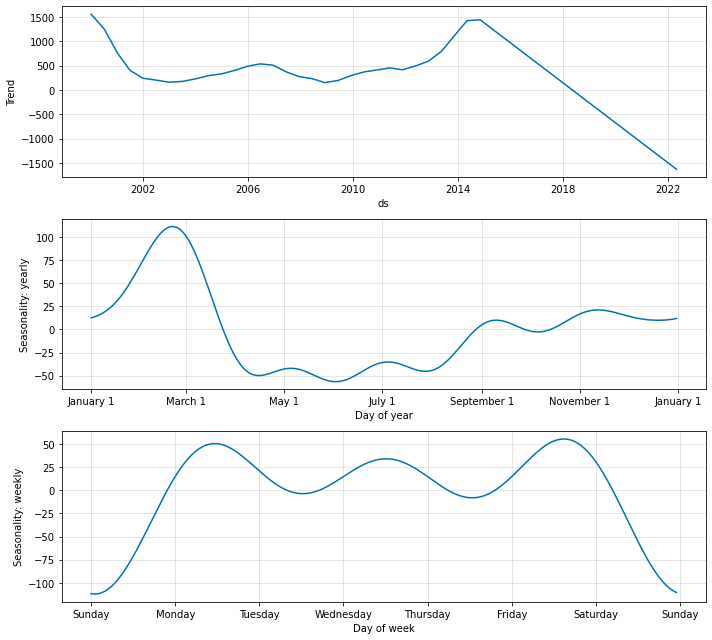 1500
1000
500
0
−500
−1000
−1500
Trend
2002 2006 2010 2014 2018 2022
ds
100
75
50
25
0
−25
−50
Seasonality: yearly
January 1 March 1 May 1 July 1 September 1 November 1 January 1
Day of year
50
25
0
−25
−50
−75
−100
Seasonality: weekly
Sunday Monday Tuesday Wednesday Thursday Friday Saturday Sunday
Day of week